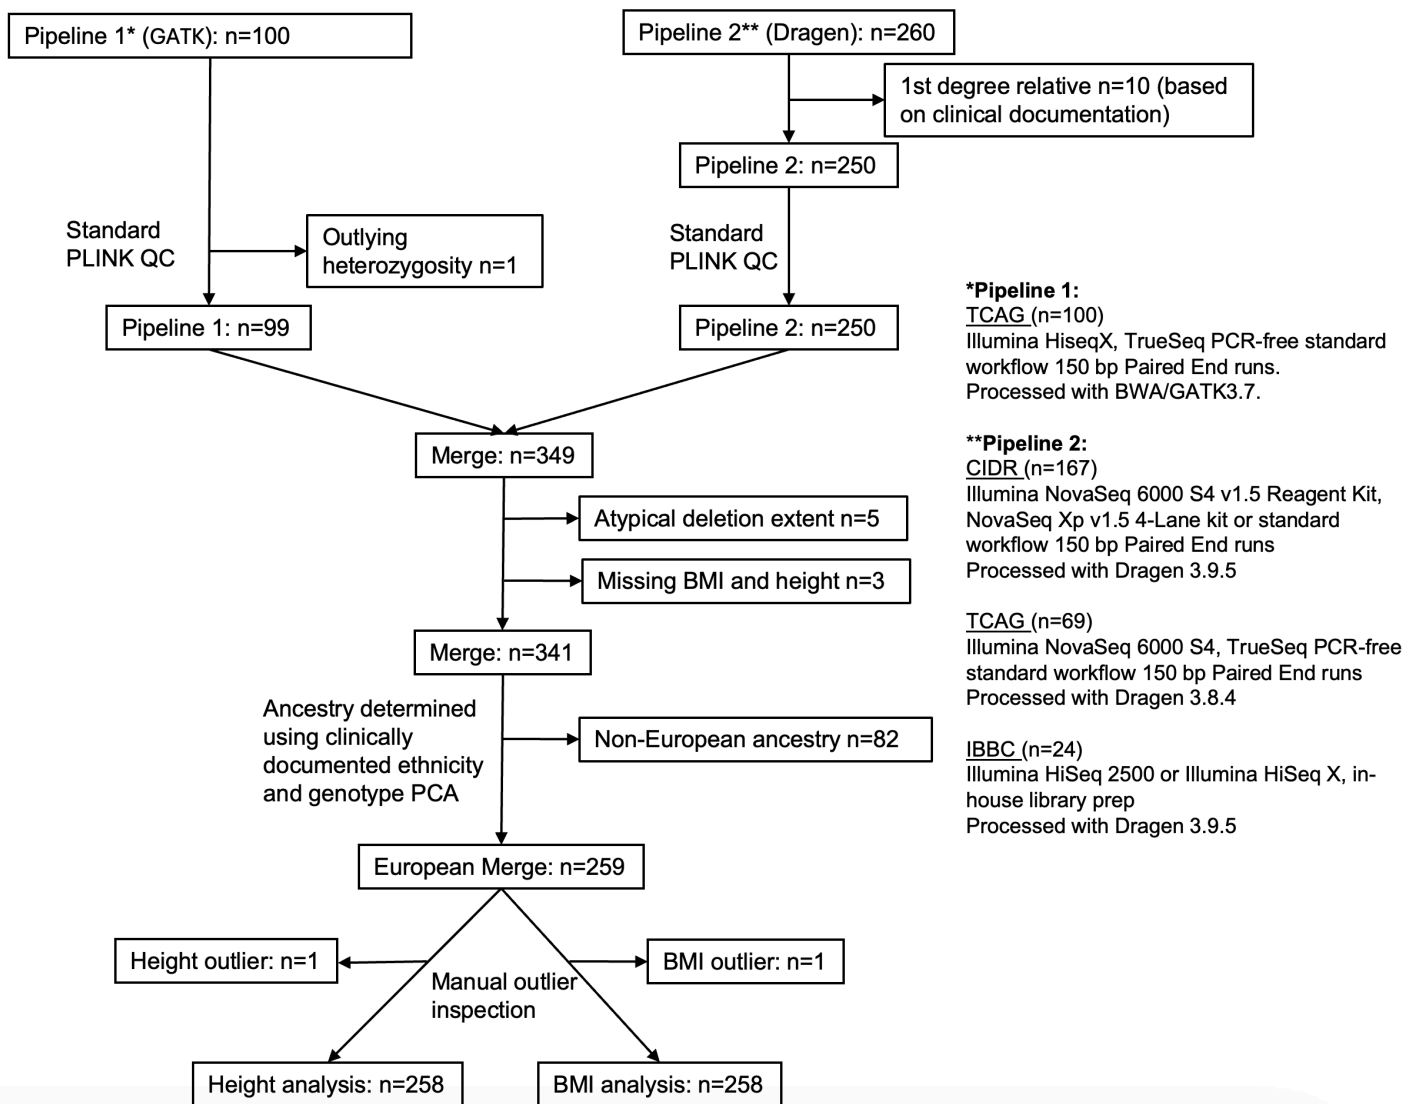 Pipeline 1* (GATK): n=100
Pipeline 2** (Dragen): n=260
1st degree relative n=10 (based
on clinical documentation)
Pipeline 2: n=250
Standard
PLINK QC
Outlying
heterozygosity n=1
Standard
PLINK QC
Pipeline 1: n=99
Pipeline 2: n=250
Merge: n=349
Atypical deletion extent n=5
Missing BMI and height n=3
Merge: n=341
Ancestry determined
using clinically
documented ethnicity
and genotype PCA
Non-European ancestry n=82
European Merge: n=259
Height outlier: n=1
BMI outlier: n=1
Manual outlier
inspection
Height analysis: n=258
BMI analysis: n=258
*Pipeline 1:
TCAG (n=100)
Illumina HiseqX, TrueSeq PCR-free standard
workflow 150 bp Paired End runs.
Processed with BWA/GATK3.7.
**Pipeline 2:
CIDR (n=167)
Illumina NovaSeq 6000 S4 v1.5 Reagent Kit,
NovaSeq Xp v1.5 4-Lane kit or standard
workflow 150 bp Paired End runs
Processed with Dragen 3.9.5
TCAG (n=69)
Illumina NovaSeq 6000 S4, TrueSeq PCR-free
standard workflow 150 bp Paired End runs
Processed with Dragen 3.8.4
IBBC (n=24)
Illumina HiSeq 2500 or Illumina HiSeq X, in-
house library prep
Processed with Dragen 3.9.5